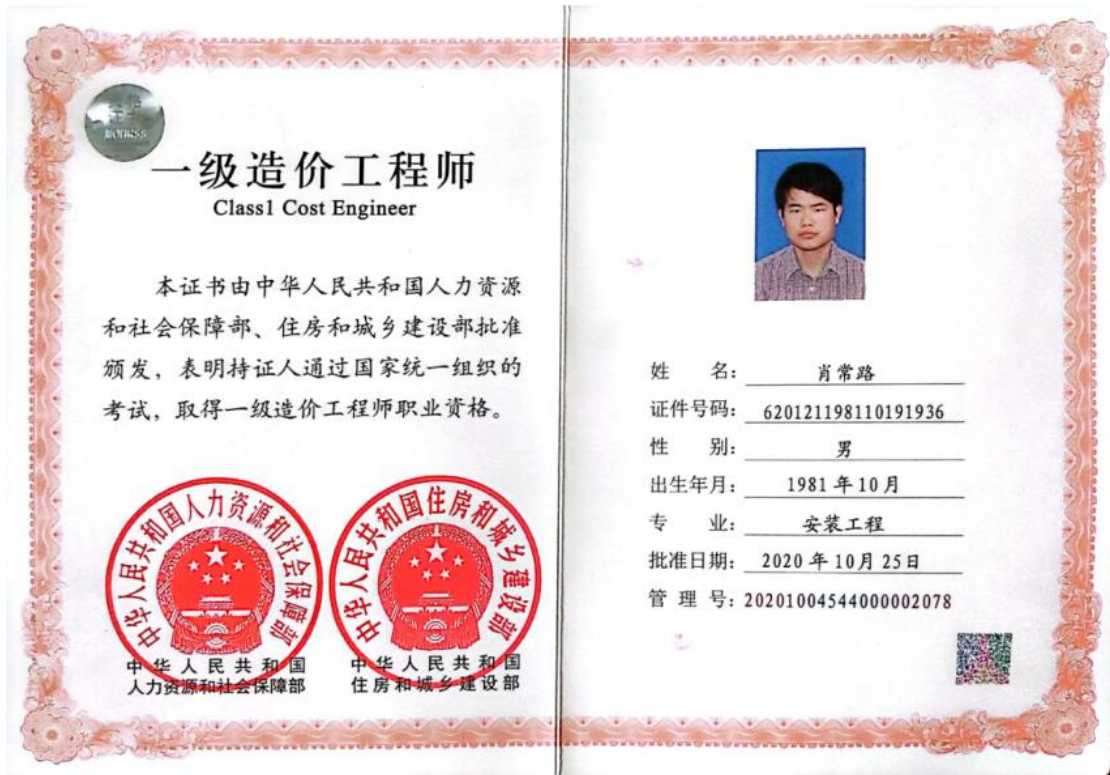 一级造价工程师
Class1 Cost Engineer
本证书由中华人民共和国人力资源
和社会保障部、住房和城乡建设部批准
颁发，表明持证人通过国家统一组织的
考试，取得一级造价工程师职业资格。
中华人民共和国人力资源和社会保障部
中华人民共和国住房和城乡建设部
中华人民共和国
人力资源和社会保障部
中华人民共和国
住房和城乡建设部
姓 名：肖常路
证件号码：620121198110191936
性 别：男
出生年月：1981年10月
专 业：安装工程
批准日期：2020年10月25日
管 理 号：20201004544000002078